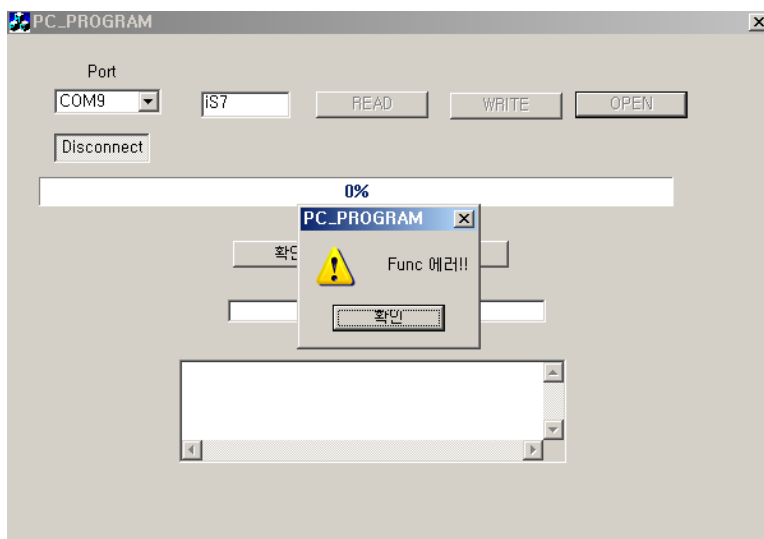 PC_PROGRAM
Port
COM9
iS7
READ
WRITE
OPEN
Disconnect
0%
PC_PROGRAM
Func 에러!!
확인